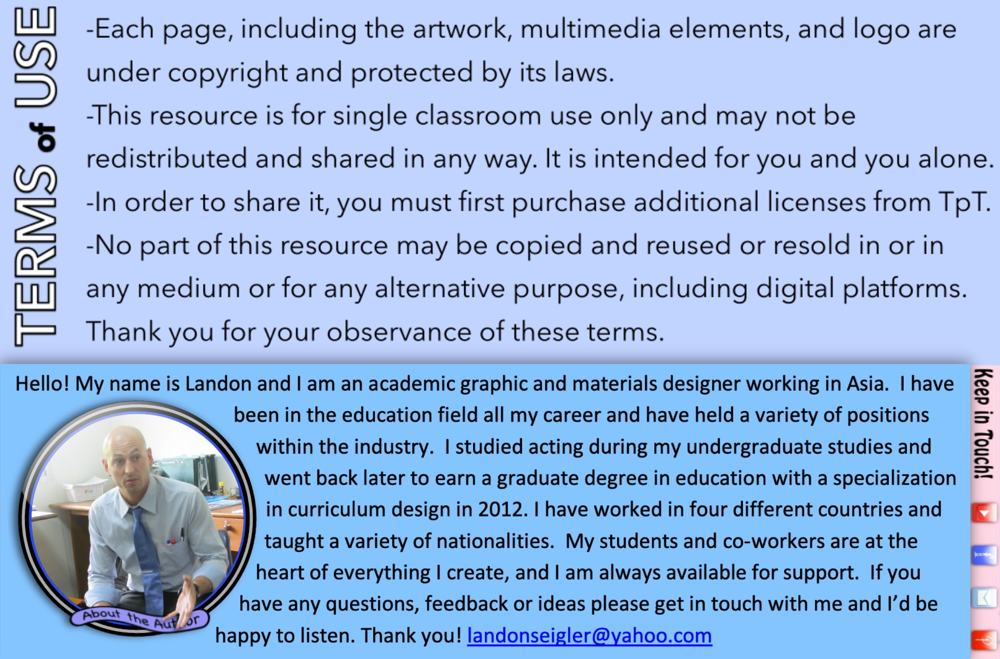 TERMS of USE
-Each page, including the artwork, multimedia elements, and logo are
under copyright and protected by its laws.
-This resource is for single classroom use only and may not be
redistributed and shared in any way. It is intended for you and you alone.
-In order to share it, you must first purchase additional licenses from TpT.
-No part of this resource may be copied and reused or resold in or in
any medium or for any alternative purpose, including digital platforms.
Thank you for your observance of these terms.
Hello! My name is Landon and I am an academic graphic and materials designer working in Asia. I have
been in the education field all my career and have held a variety of positions
within the industry. I studied acting during my undergraduate studies and
went back later to earn a graduate degree in education with a specialization
in curriculum design in 2012. I have worked in four different countries and
taught a variety of nationalities. My students and co-workers are at the
heart of everything I create, and I am always available for support. If you
have any questions, feedback or ideas please get in touch with me and I'd be
happy to listen. Thank you! landonseigler@yahoo.com
About the Author
Keep in Touch!